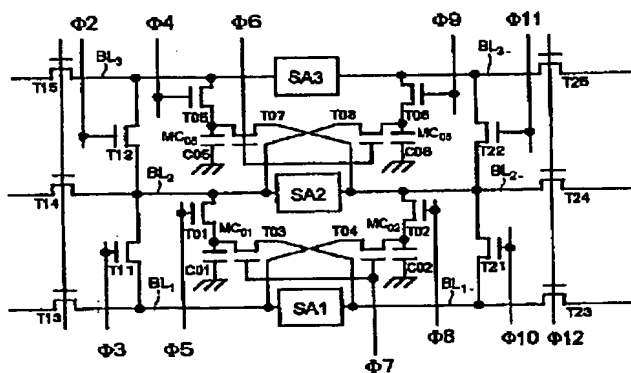 Φ2 Φ4 Φ6 Φ9 Φ11
BL3 BL3-
T15 SA3 T25
T05 T07 T08 T06
T12 MC05 MC06 T22
C05 C06
T14 BL2 SA2 BL2- T24
T01 MC01 T03 T04 MC02 T02
T11 C01 C02 T21
T13 BL1 SA1 BL1- T23
Φ3 Φ5 Φ7 Φ8 Φ10 Φ12